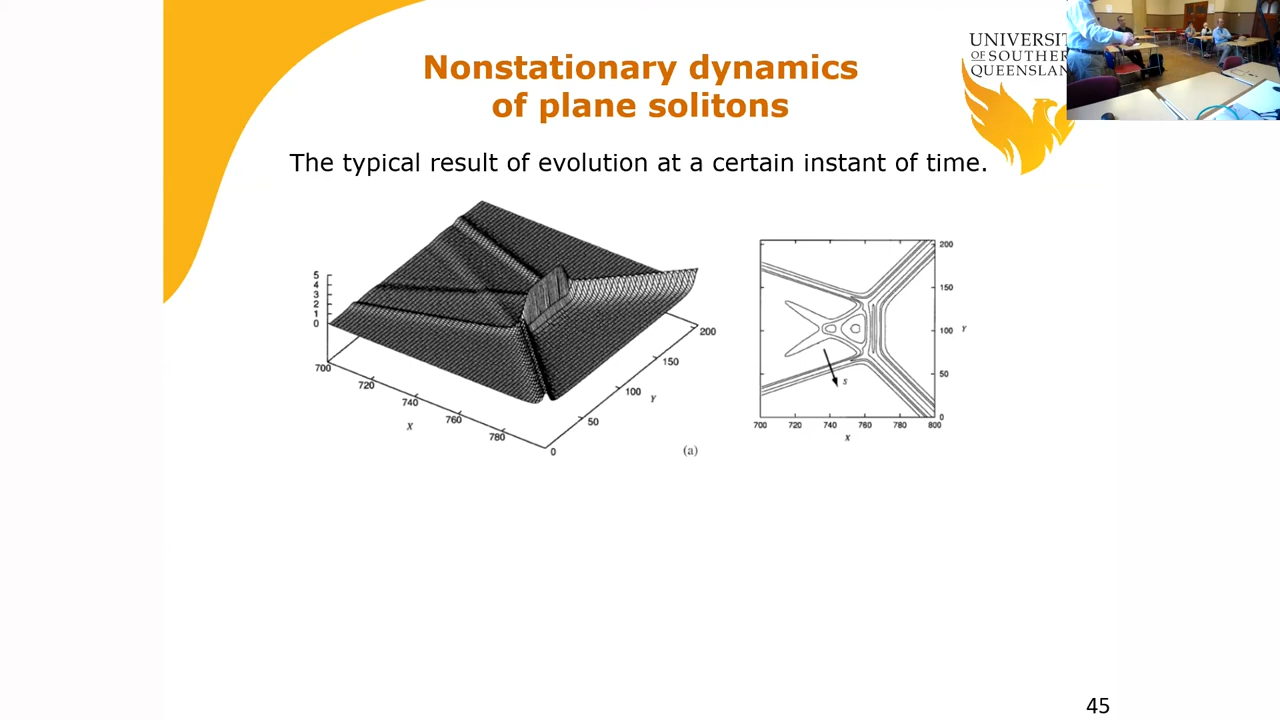 Nonstationary dynamics
of plane solitons
UNIVERSIT
OF SOUTHER
QUEENSLAN
The typical result of evolution at a certain instant of time.
5
4
3
2
1
0
700
720
740
760
780
X
0
50
100
150
200
Y
(a)
200
150
100
50
0
Y
S
700 720 740 760 780 800
X
45